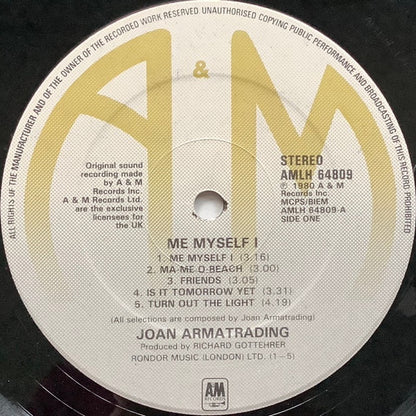 ALL RIGHTS OF THE MANUFACTURER AND OF THE OWNER OF THE RECORDED WORK RESERVED UNAUTHORISED COPYING PUBLIC PERFORMANCE AND BROADCASTING OF THIS RECORD PROHIBITED
A & M
Original sound
recording made
by A & M
Records Inc.
A & M Records Ltd.
are the exclusive
licensees for
the UK
STEREO
AMLH 64809
℗ 1980 A & M
Records Inc.
MCPS/BIEM
AMLH 64809-A
SIDE ONE
ME MYSELF I
1. ME MYSELF I (3.16)
2. MA-ME-O-BEACH (3.00)
3. FRIENDS (3.05)
4. IS IT TOMORROW YET (3.31)
5. TURN OUT THE LIGHT (4.19)
(All selections are composed by Joan Armatrading)
JOAN ARMATRADING
Produced by RICHARD GOTTEHRER
RONDOR MUSIC (LONDON) LTD. (1–5)
A&M
RECORDS